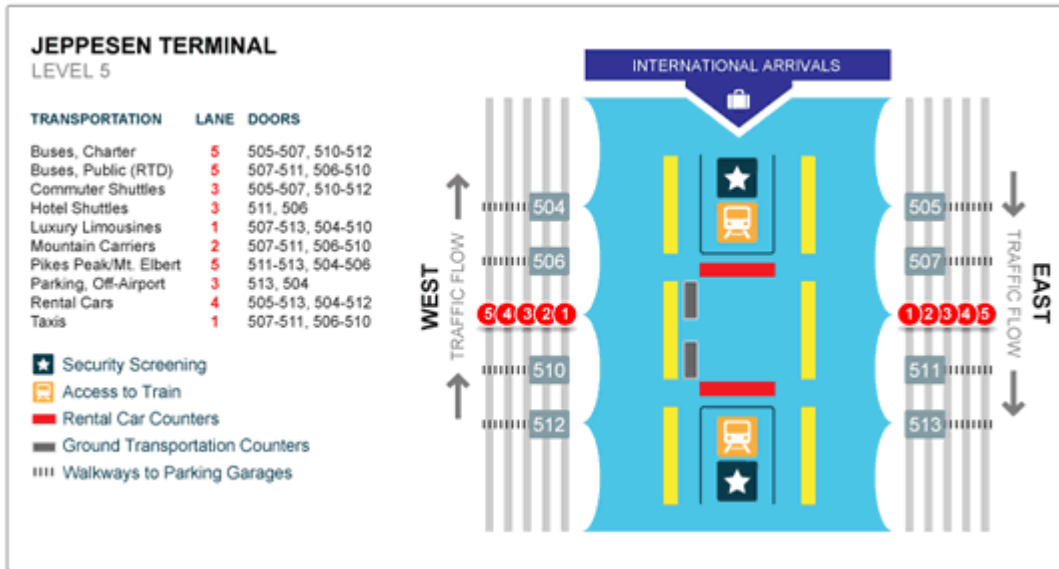 JEPPESEN TERMINAL
LEVEL 5
TRANSPORTATION LANE DOORS
Buses, Charter 5 505-507, 510-512
Buses, Public (RTD) 5 507-511, 506-510
Commuter Shuttles 3 505-507, 510-512
Hotel Shuttles 3 511, 506
Luxury Limousines 1 507-513, 504-510
Mountain Carriers 2 507-511, 506-510
Pikes Peak/Mt. Elbert 5 511-513, 504-506
Parking, Off-Airport 3 513, 504
Rental Cars 4 505-513, 504-512
Taxis 1 507-511, 506-510
Security Screening
Access to Train
Rental Car Counters
Ground Transportation Counters
Walkways to Parking Garages
INTERNATIONAL ARRIVALS
WEST
TRAFFIC FLOW
504
506
5 4 3 2 1
510
512
505
507
1 2 3 4 5
511
513
TRAFFIC FLOW
EAST